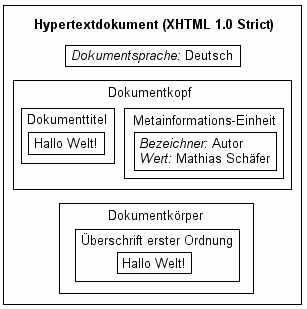 Hypertextdokument (XHTML 1.0 Strict)
Dokumentsprache: Deutsch
Dokumentkopf
Dokumenttitel
Hallo Welt!
Metainformations-Einheit
Bezeichner: Autor
Wert: Mathias Schäfer
Dokumentkörper
Überschrift erster Ordnung
Hallo Welt!